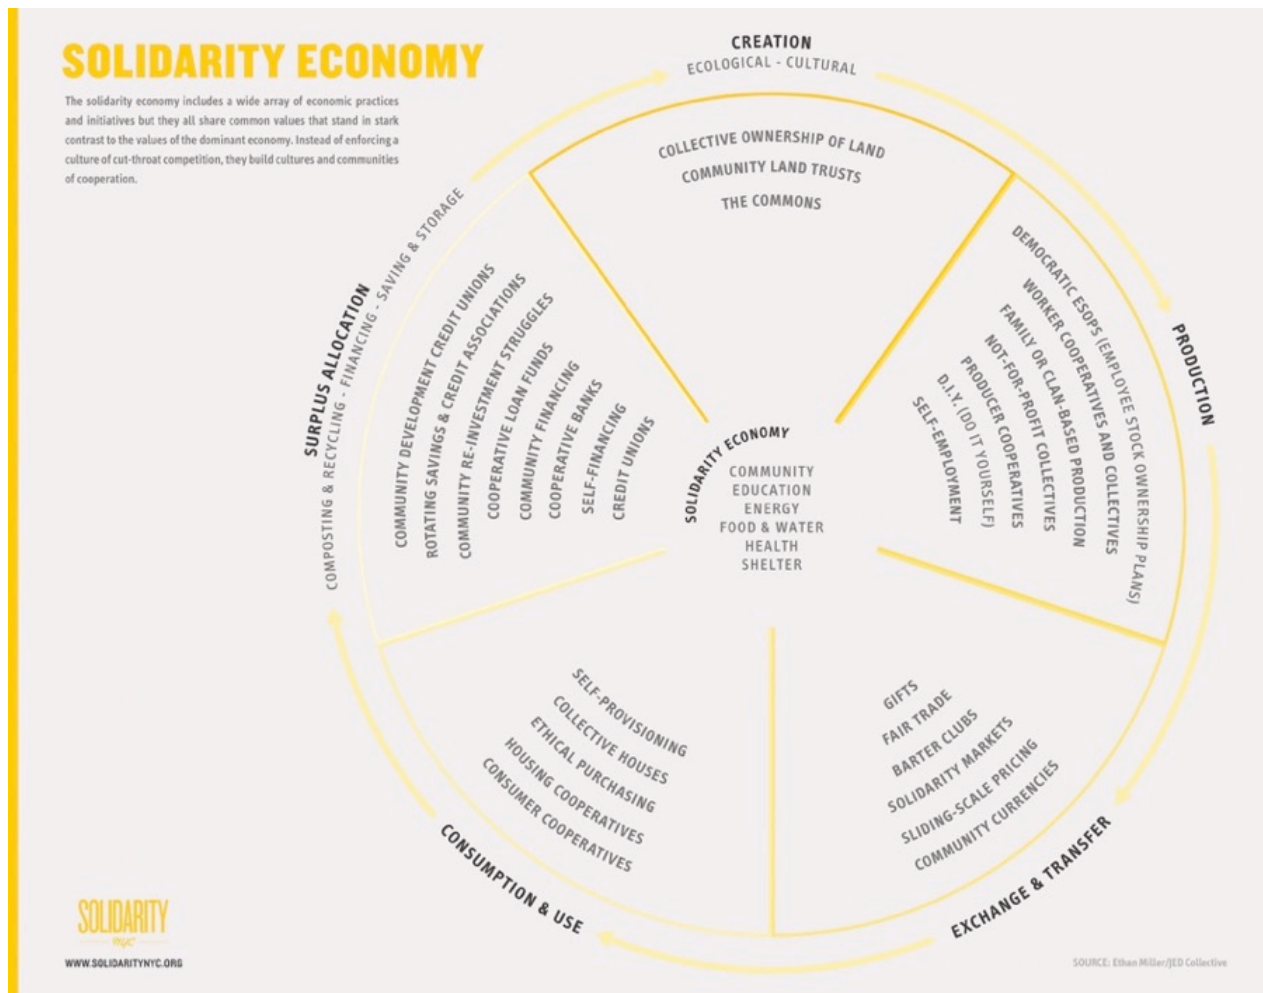 SOLIDARITY ECONOMY
The solidarity economy includes a wide array of economic practices
and initiatives but they all share common values that stand in stark
contrast to the values of the dominant economy. Instead of enforcing a
culture of cut-throat competition, they build cultures and communities
of cooperation.
CREATION
ECOLOGICAL - CULTURAL
COLLECTIVE OWNERSHIP OF LAND
COMMUNITY LAND TRUSTS
THE COMMONS
PRODUCTION
DEMOCRATIC ESOPS (EMPLOYEE STOCK OWNERSHIP PLANS)
WORKER COOPERATIVES AND COLLECTIVES
FAMILY OR CLAN-BASED PRODUCTION
NOT-FOR-PROFIT COLLECTIVES
PRODUCER COOPERATIVES
D.I.Y. (DO IT YOURSELF)
SELF-EMPLOYMENT
EXCHANGE & TRANSFER
GIFTS
FAIR TRADE
BARTER CLUBS
SOLIDARITY MARKETS
SLIDING-SCALE PRICING
COMMUNITY CURRENCIES
CONSUMPTION & USE
SELF-PROVISIONING
COLLECTIVE HOUSES
ETHICAL PURCHASING
HOUSING COOPERATIVES
CONSUMER COOPERATIVES
SURPLUS ALLOCATION
COMPOSTING & RECYCLING - FINANCING - SAVING & STORAGE
COMMUNITY DEVELOPMENT CREDIT UNIONS
ROTATING SAVINGS & CREDIT ASSOCIATIONS
COMMUNITY RE-INVESTMENT STRUGGLES
COOPERATIVE LOAN FUNDS
COMMUNITY FINANCING
COOPERATIVE BANKS
SELF-FINANCING
CREDIT UNIONS
SOLIDARITY ECONOMY
COMMUNITY
EDUCATION
ENERGY
FOOD & WATER
HEALTH
SHELTER
SOLIDARITY
NYC
WWW.SOLIDARITYNYC.ORG
SOURCE: Ethan Miller/JED Collective